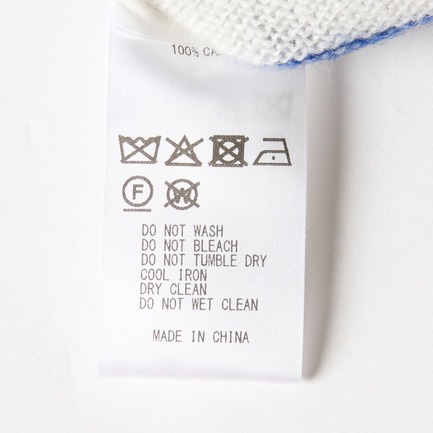 100%
F
W
DO NOT WASH
DO NOT BLEACH
DO NOT TUMBLE DRY
COOL IRON
DRY CLEAN
DO NOT WET CLEAN
MADE IN CHINA